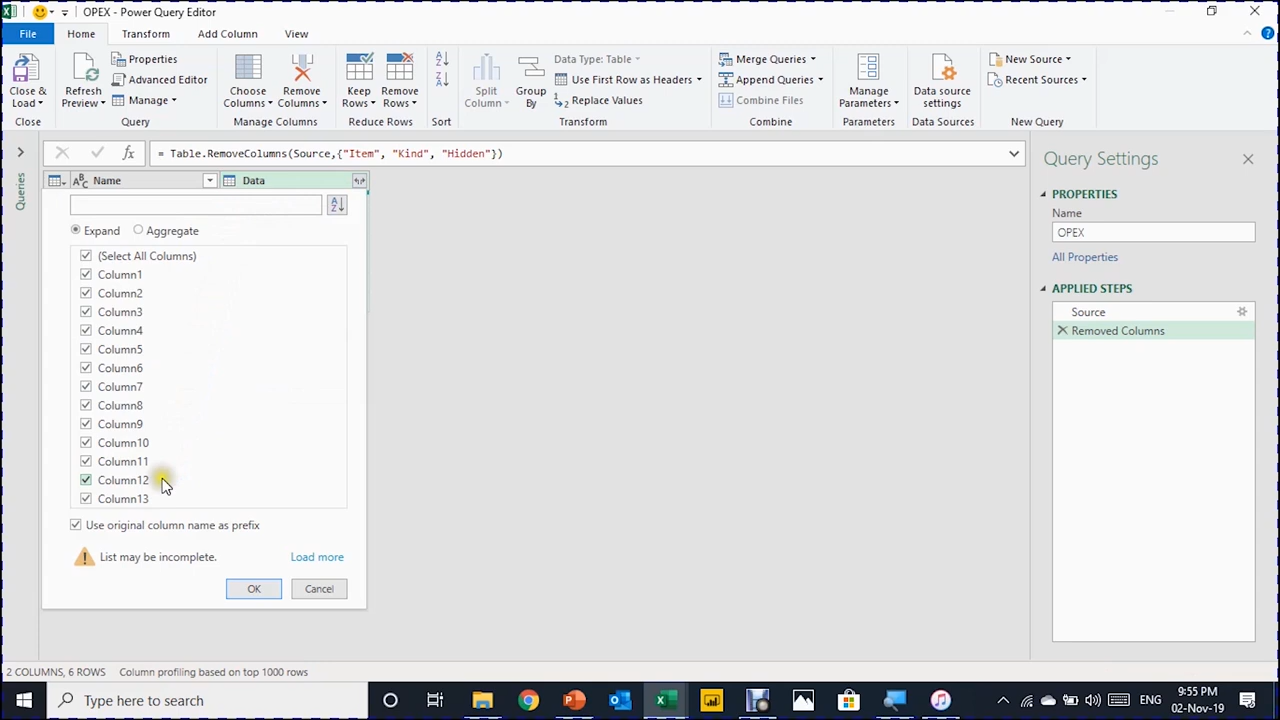 OPEX - Power Query Editor
File
Home
Transform
Add Column
View
Close &
Load
Refresh
Preview
Properties
Advanced Editor
Manage
Choose
Columns
Remove
Columns
Keep
Rows
Remove
Rows
Split
Column
Group
By
Data Type: Table
Use First Row as Headers
Replace Values
Merge Queries
Append Queries
Combine Files
Manage
Parameters
Data source
settings
New Source
Recent Sources
Close
Query
Manage Columns
Reduce Rows
Sort
Transform
Combine
Parameters
Data Sources
New Query
Queries
= Table.RemoveColumns(Source,{"Item", "Kind", "Hidden"})
Name
Data
Expand
Aggregate
(Select All Columns)
Column1
Column2
Column3
Column4
Column5
Column6
Column7
Column8
Column9
Column10
Column11
Column12
Column13
Use original column name as prefix
List may be incomplete.
Load more
OK
Cancel
Query Settings
PROPERTIES
Name
OPEX
All Properties
APPLIED STEPS
Source
Removed Columns
2 COLUMNS, 6 ROWS
Column profiling based on top 1000 rows
Type here to search
ENG
9:55 PM
02-Nov-19